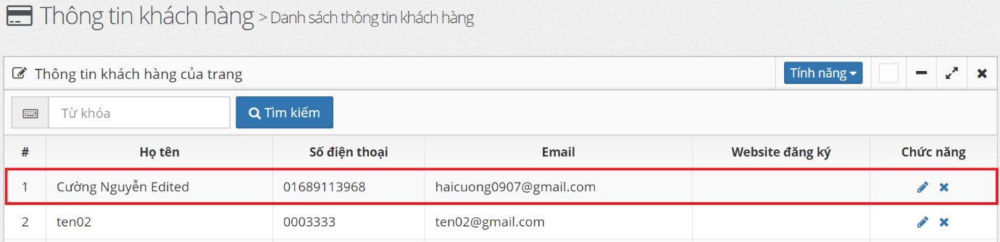 Thông tin khách hàng > Danh sách thông tin khách hàng
Thông tin khách hàng của trang Tính năng
Từ khóa Tìm kiếm
# Họ tên Số điện thoại Email Website đăng ký Chức năng
1 Cường Nguyễn Edited 01689113968 haicuong0907@gmail.com
2 ten02 0003333 ten02@gmail.com